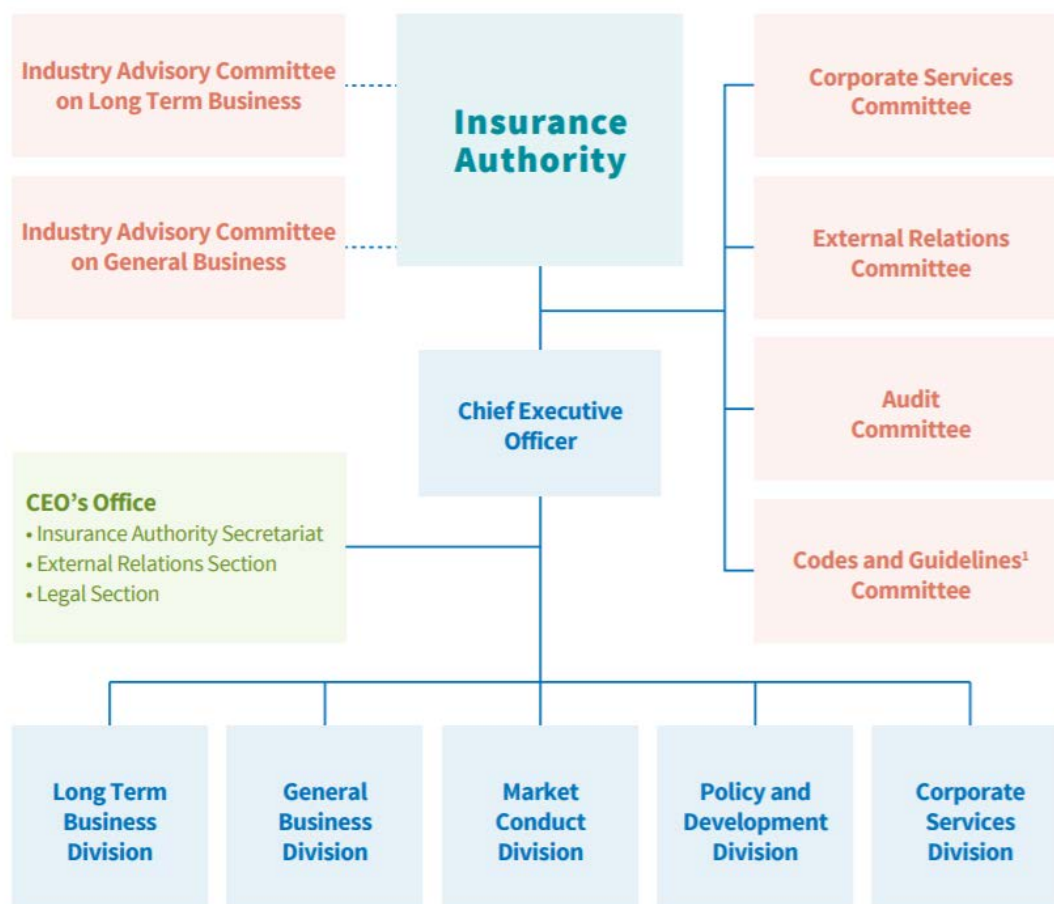 Industry Advisory Committee
on Long Term Business
Insurance
Authority
Corporate Services
Committee
Industry Advisory Committee
on General Business
External Relations
Committee
Chief Executive
Officer
Audit
Committee
CEO’s Office
• Insurance Authority Secretariat
• External Relations Section
• Legal Section
Codes and Guidelines¹
Committee
Long Term
Business
Division
General
Business
Division
Market
Conduct
Division
Policy and
Development
Division
Corporate
Services
Division